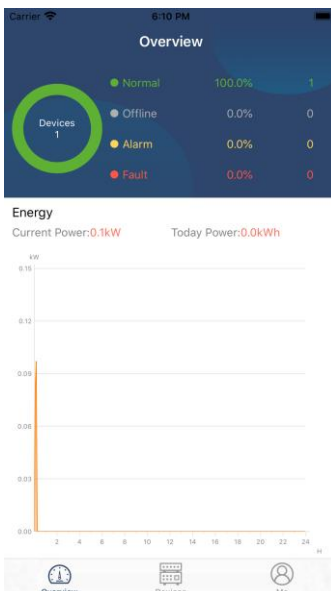 Carrier 6:10 PM
Overview
Devices
1
Normal 100.0% 1
Offline 0.0% 0
Alarm 0.0% 0
Fault 0.0% 0
Energy
Current Power:0.1kW Today Power:0.0kWh
kW
0.15
0.12
0.09
0.06
0.03
0.00
2 4 6 8 10 12 14 16 18 20 22 24
H
Overview Devices Me